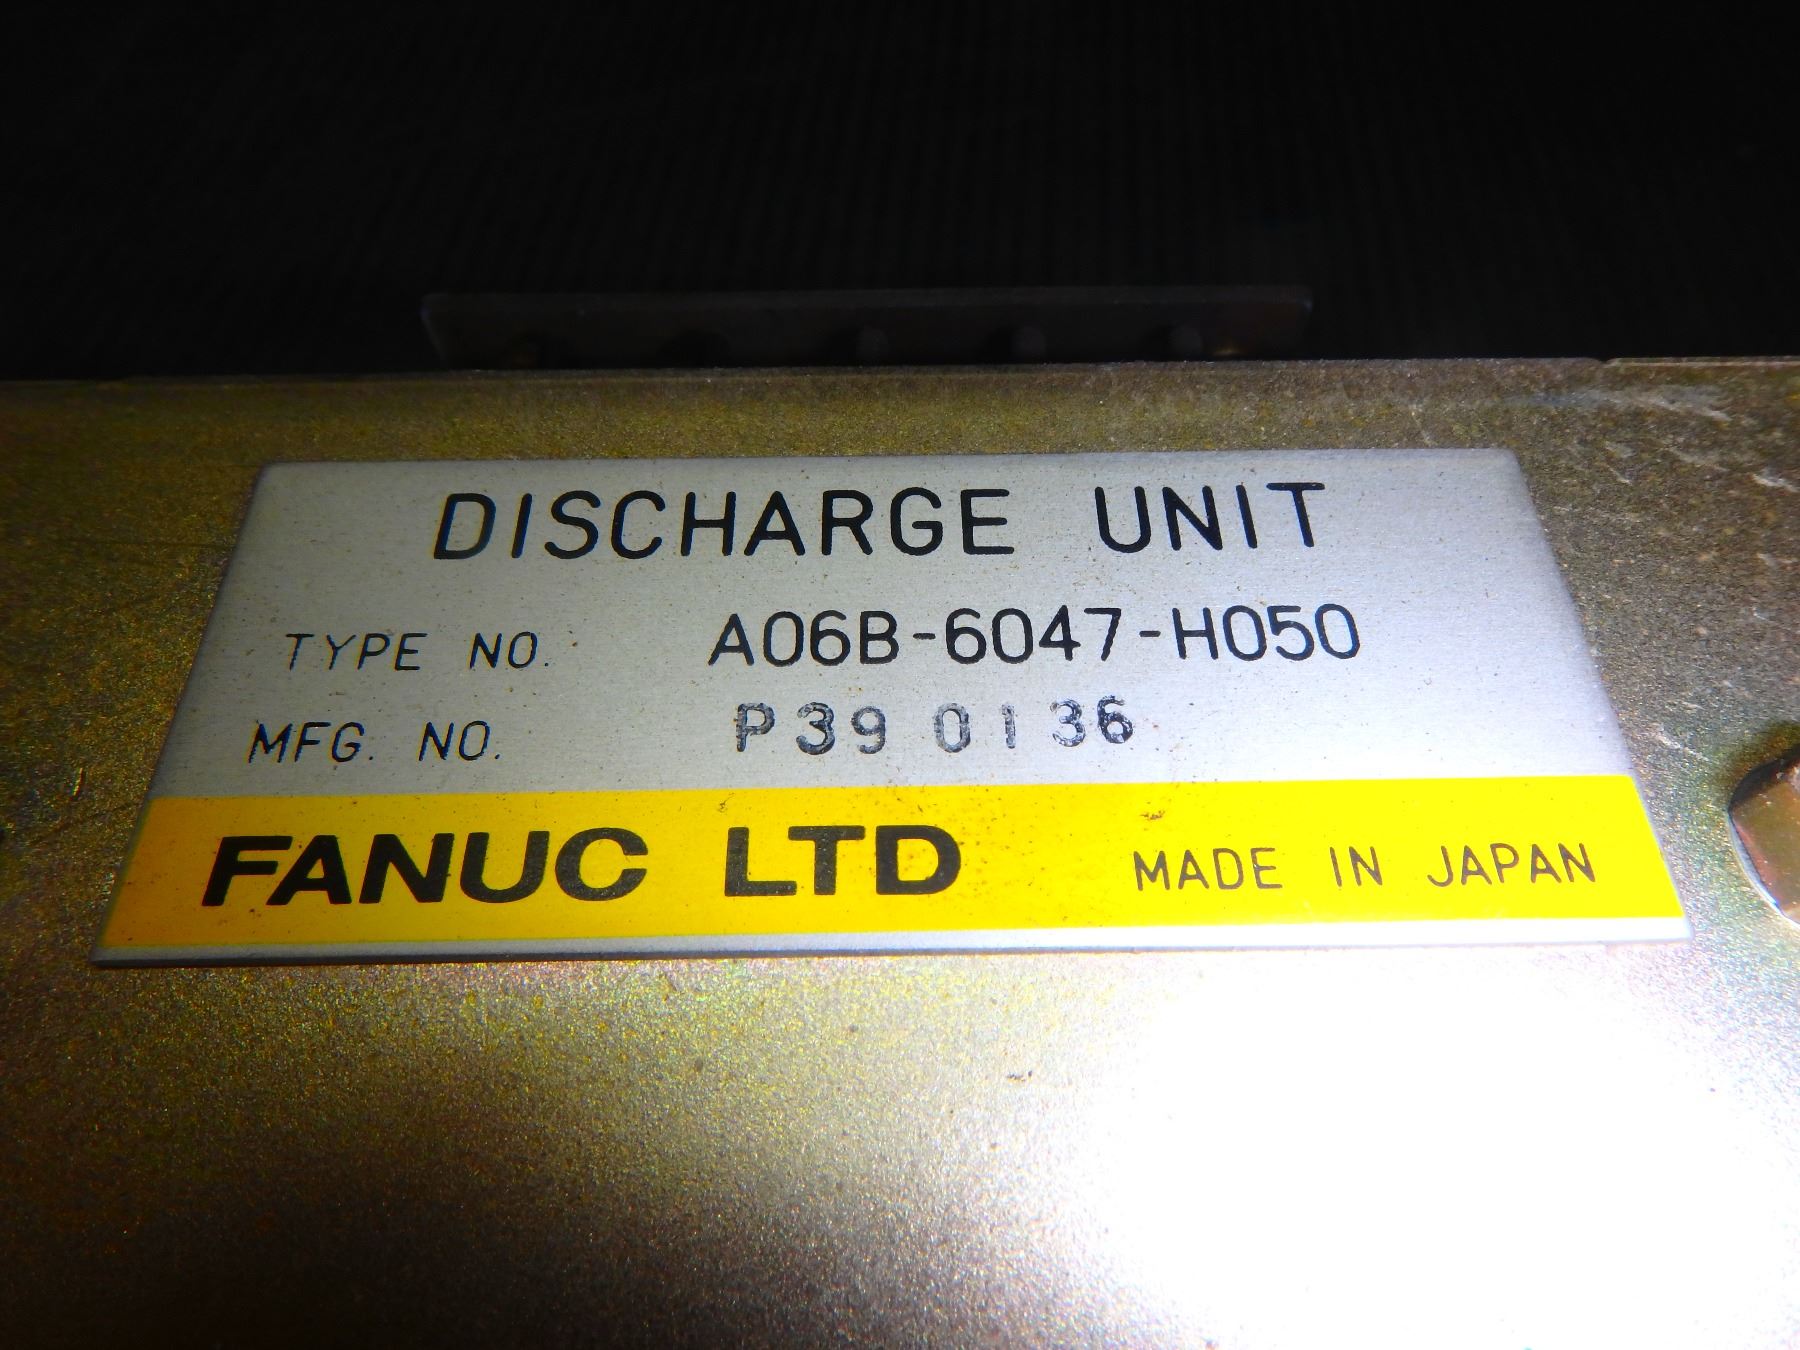 DISCHARGE UNIT
TYPE NO. A06B-6047-H050
MFG. NO. P39 0136
FANUC LTD MADE IN JAPAN